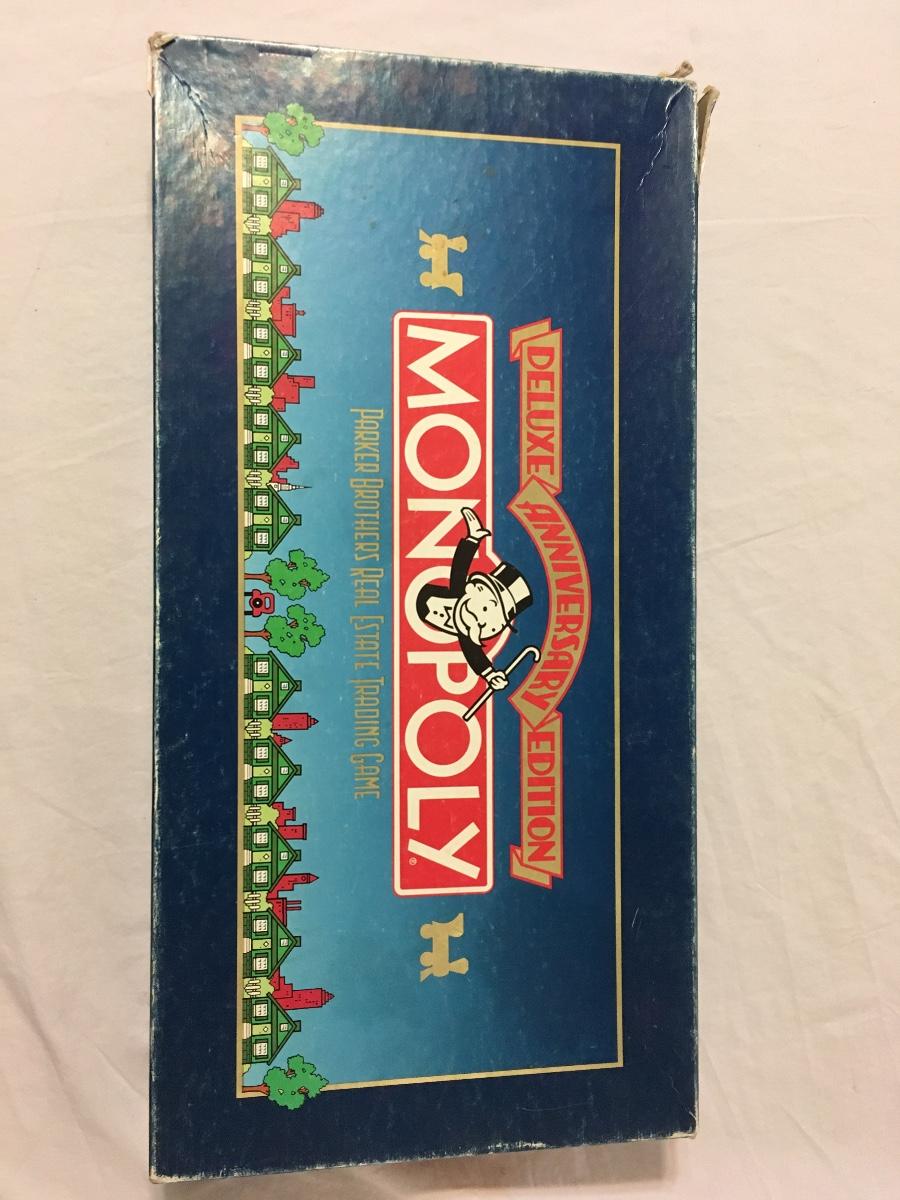 DELUXE ANNIVERSARY EDITION
MONOPOLY®
PARKER BROTHERS REAL ESTATE TRADING GAME